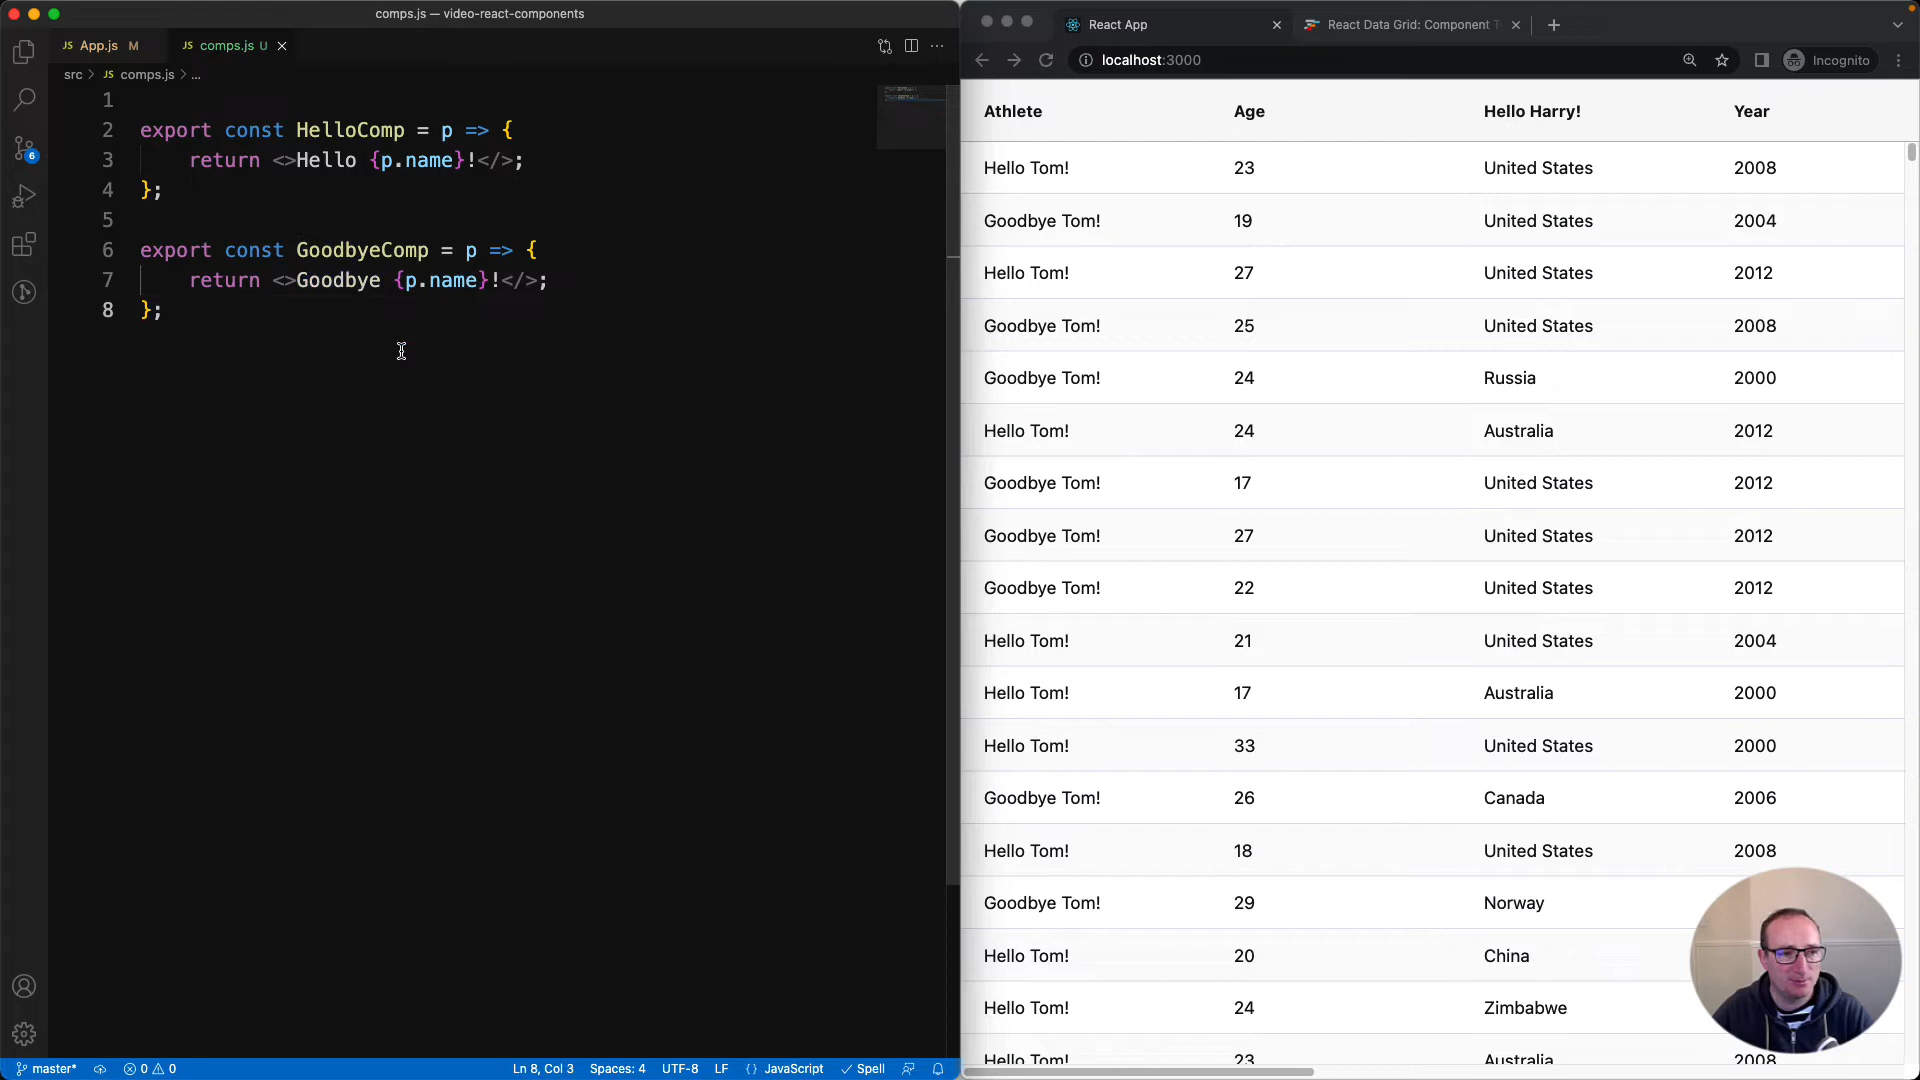 comps.js — video-react-components
JS App.js M
JS comps.js U
src > JS comps.js > ...
1
2 export const HelloComp = p => {
3 return <>Hello {p.name}!</>;
4 };
5
6 export const GoodbyeComp = p => {
7 return <>Goodbye {p.name}!</>;
8 };
6
master*
0 0
Ln 8, Col 3 Spaces: 4 UTF-8 LF {} JavaScript Spell
React App
React Data Grid: Component
localhost:3000
Incognito
Athlete Age Hello Harry! Year
Hello Tom! 23 United States 2008
Goodbye Tom! 19 United States 2004
Hello Tom! 27 United States 2012
Goodbye Tom! 25 United States 2008
Goodbye Tom! 24 Russia 2000
Hello Tom! 24 Australia 2012
Goodbye Tom! 17 United States 2012
Goodbye Tom! 27 United States 2012
Goodbye Tom! 22 United States 2012
Hello Tom! 21 United States 2004
Hello Tom! 17 Australia 2000
Hello Tom! 33 United States 2000
Goodbye Tom! 26 Canada 2006
Hello Tom! 18 United States 2008
Goodbye Tom! 29 Norway
Hello Tom! 20 China
Hello Tom! 24 Zimbabwe
Hello Tom! 23 Australia 2008